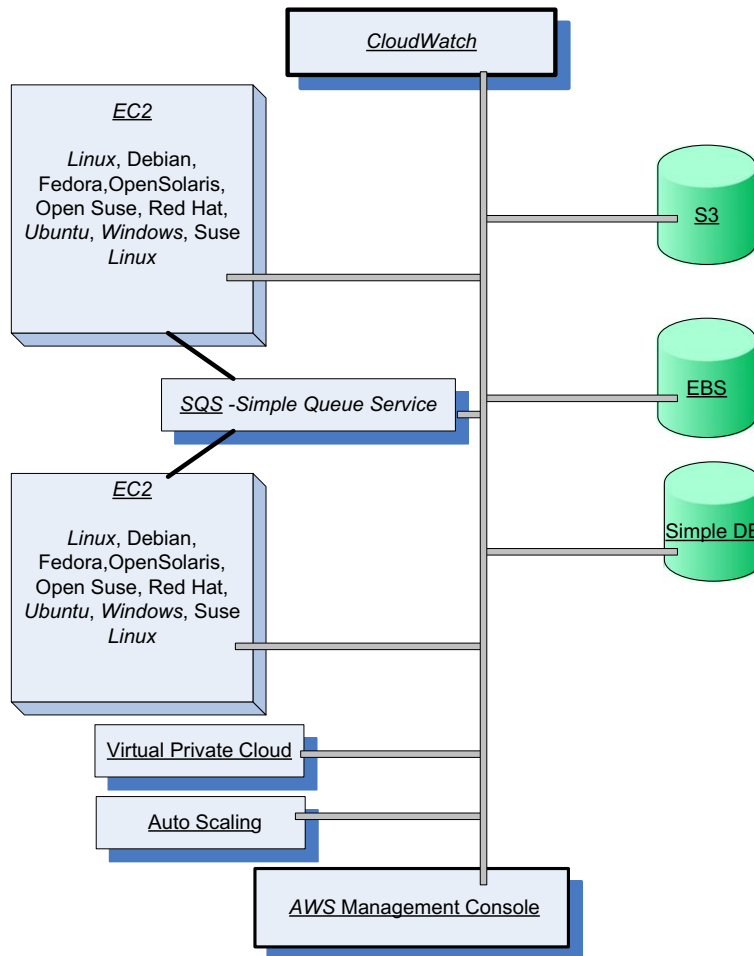 CloudWatch
EC2
Linux, Debian,
Fedora,OpenSolaris,
Open Suse, Red Hat,
Ubuntu, Windows, Suse
Linux
S3
SQS -Simple Queue Service
EBS
EC2
Linux, Debian,
Fedora,OpenSolaris,
Open Suse, Red Hat,
Ubuntu, Windows, Suse
Linux
Simple DB
Virtual Private Cloud
Auto Scaling
AWS Management Console